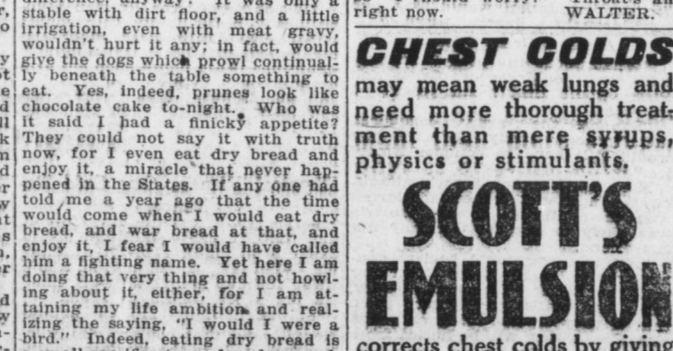 difference, anyway? It was only a
stable with dirt floor, and a little
irrigation, even with meat gravy,
wouldn't hurt it any; in fact, would
give the dogs which prowl continual-
ly beneath the table something to
eat. Yes, indeed, prunes look like
chocolate cake to-night. Who was
it said I had a finicky appetite?
They could not say it with truth
now, for I even eat dry bread and
enjoy it, a miracle that never hap-
pened in the States. If any one had
told me a year ago that the time
would come when I would eat dry
bread, and war bread at that, and
enjoy it, I fear I would have called
him a fighting name. Yet here I am
doing that very thing and not howl-
ing about it, either, for I am at-
taining my life ambition and real-
izing the saying, "I would I were a
bird." Indeed, eating dry bread is
right now. WALTER.
CHEST COLDS
may mean weak lungs and
need more thorough treat-
ment than mere syrups,
physics or stimulants.
SCOTT'S
EMULSION
corrects chest colds by giving